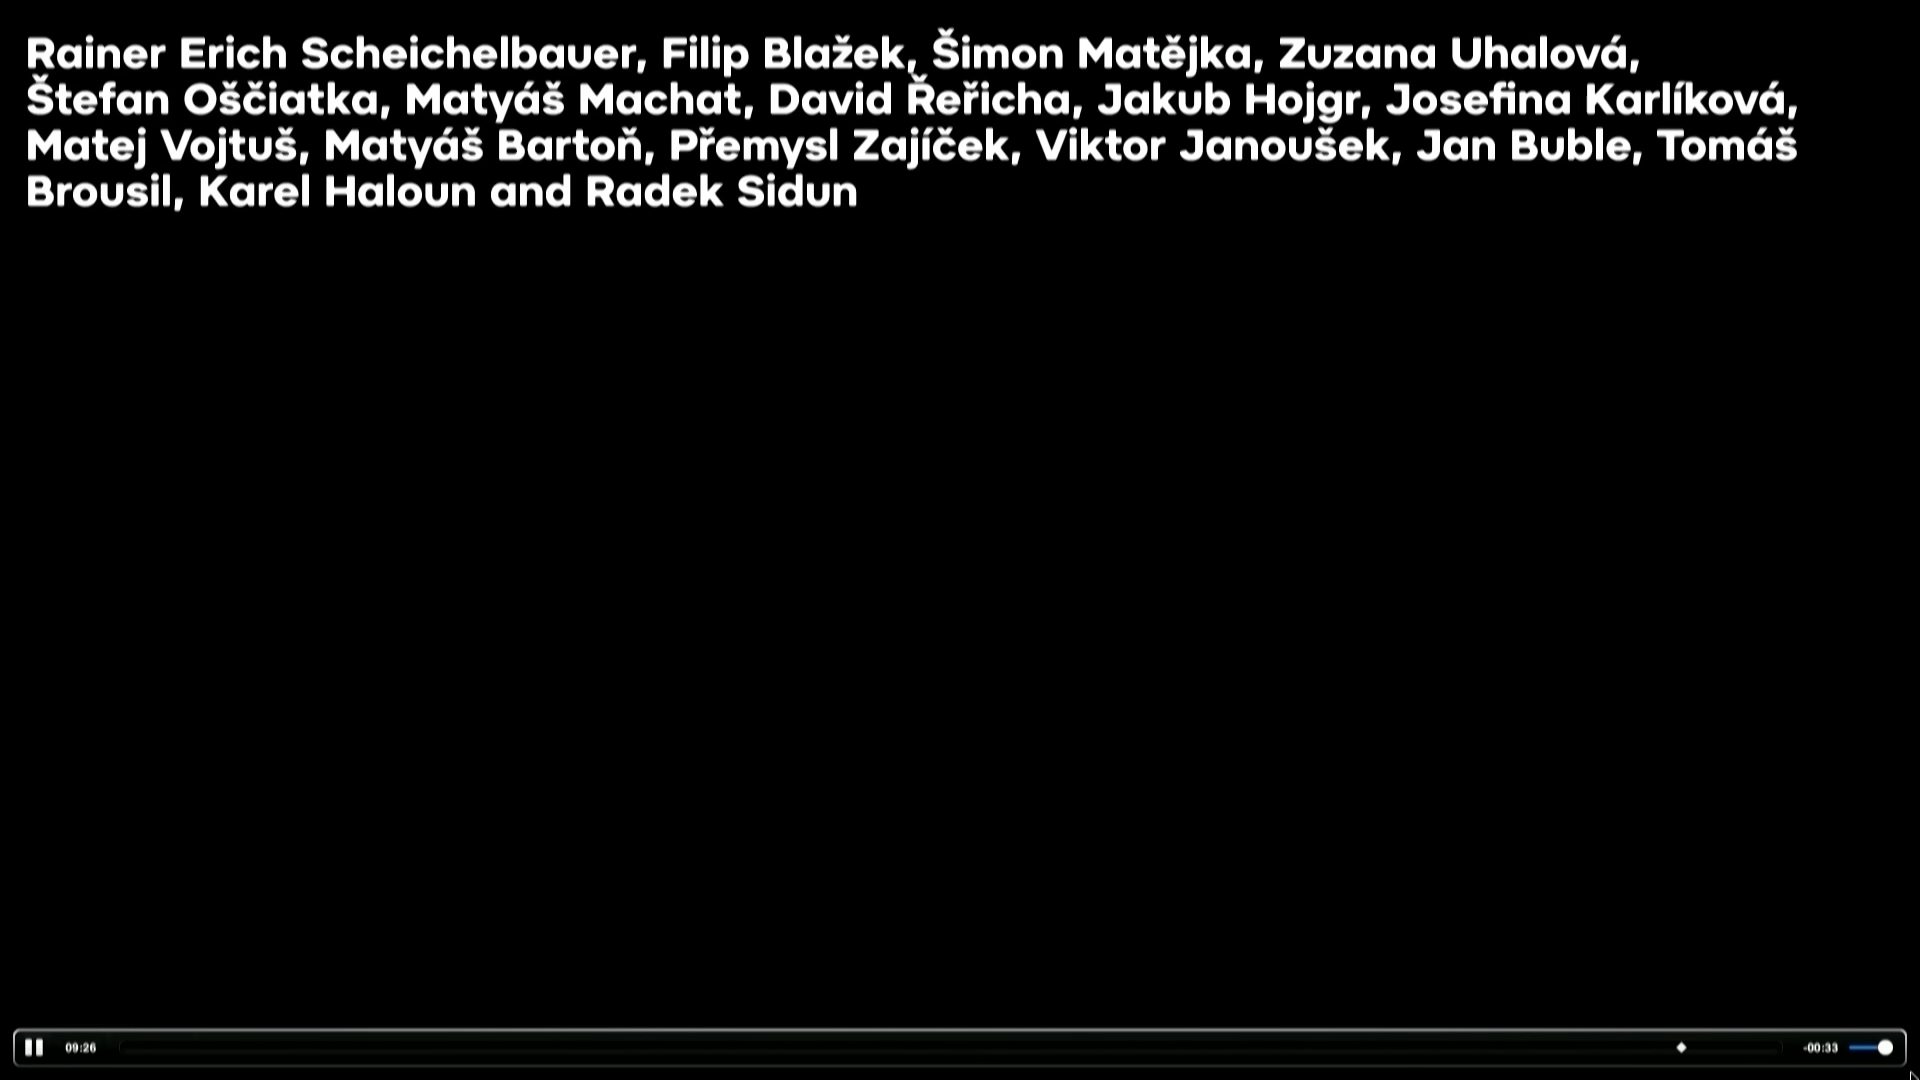 Rainer Erich Scheichelbauer, Filip Blažek, Šimon Matějka, Zuzana Uhalová,
Štefan Oščiatka, Matyáš Machat, David Řeřicha, Jakub Hojgr, Josefina Karlíková,
Matej Vojtuš, Matyáš Bartoň, Přemysl Zajíček, Viktor Janoušek, Jan Buble, Tomáš
Brousil, Karel Haloun and Radek Sidun
09:26 -00:33